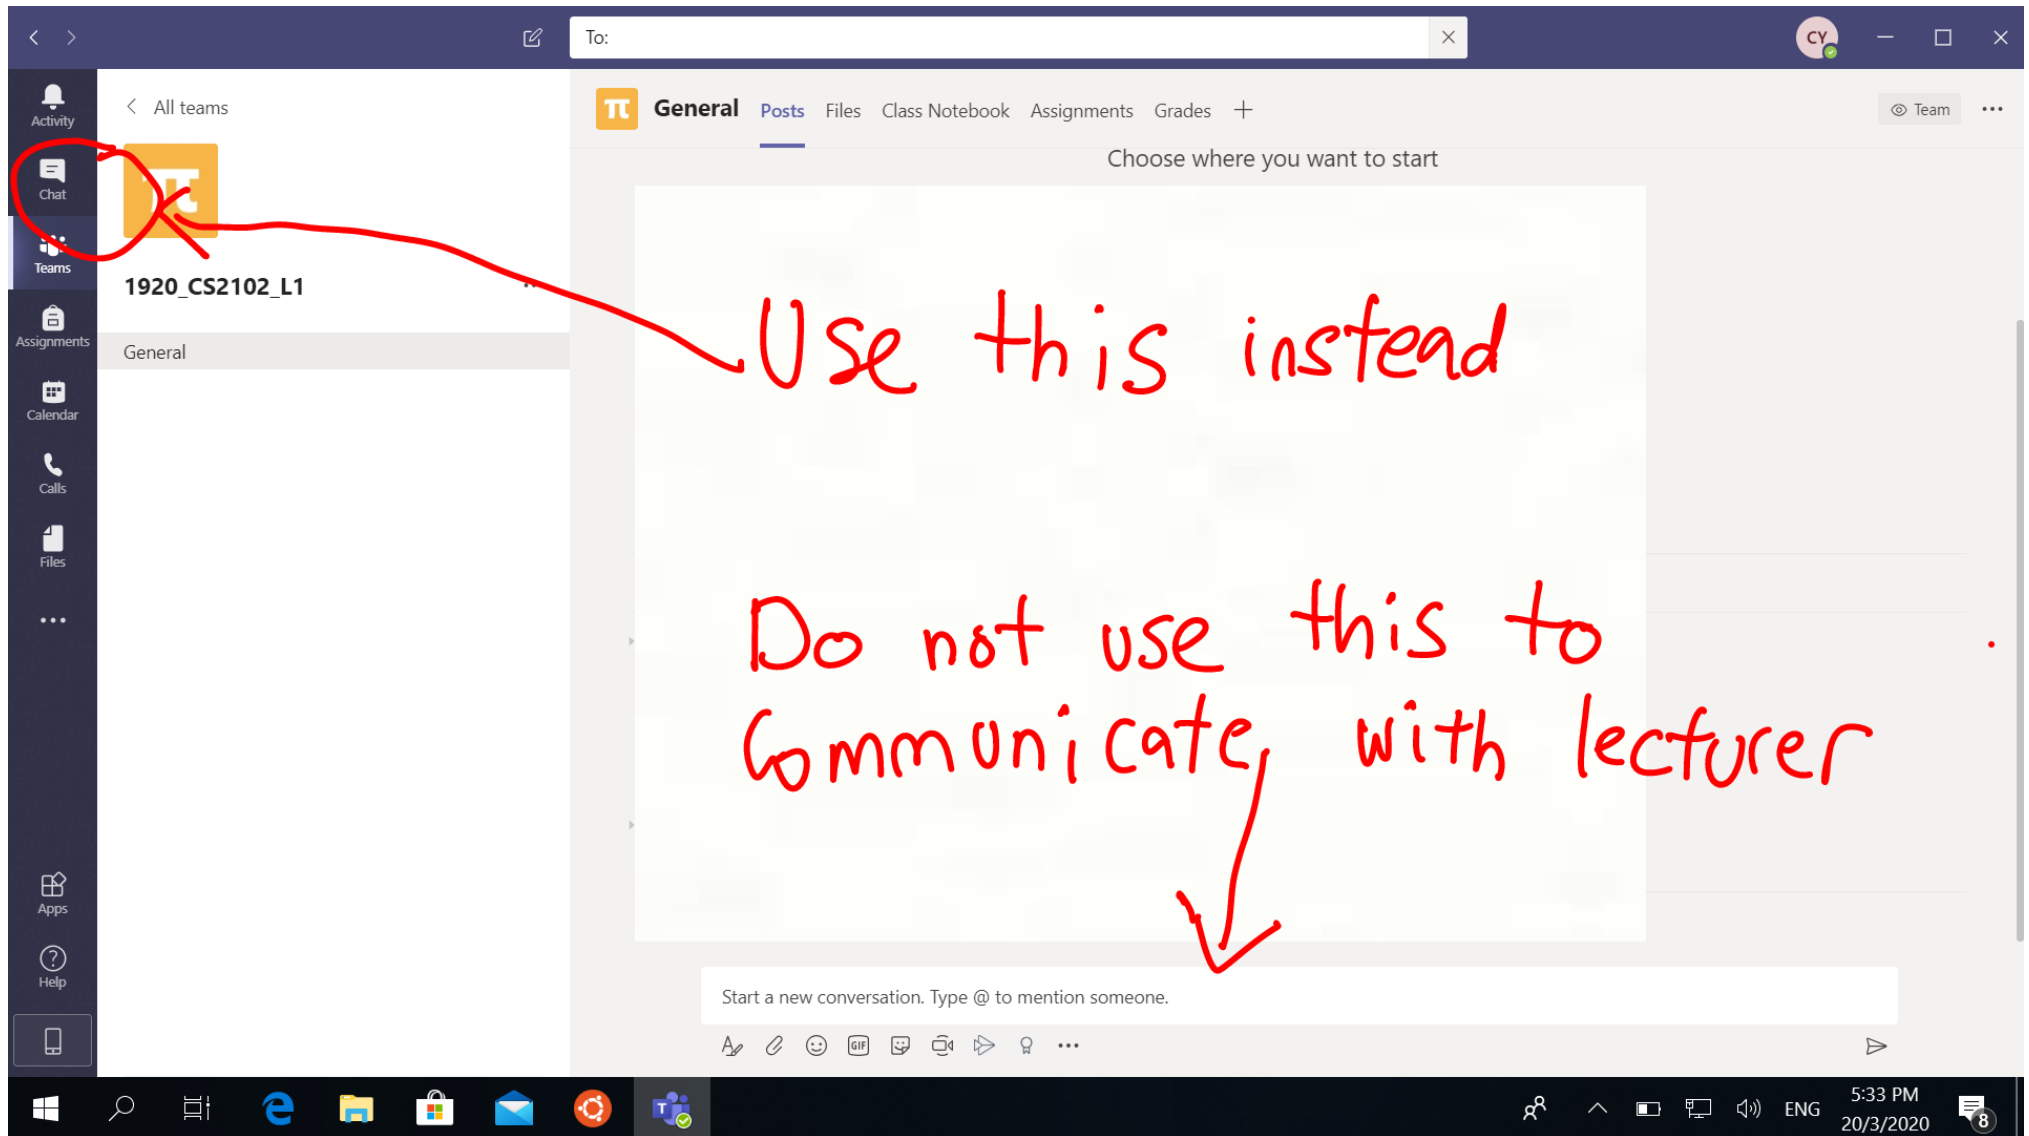 To:
CY
Activity
All teams
π General Posts Files Class Notebook Assignments Grades
Team
Chat
π
Choose where you want to start
Teams
1920_CS2102_L1
Assignments
General
Use this instead
Calendar
Calls
Files
Do not use this to
Communicate with lecturer
Apps
Help
Start a new conversation. Type @ to mention someone.
GIF
T
ENG
5:33 PM
20/3/2020
8